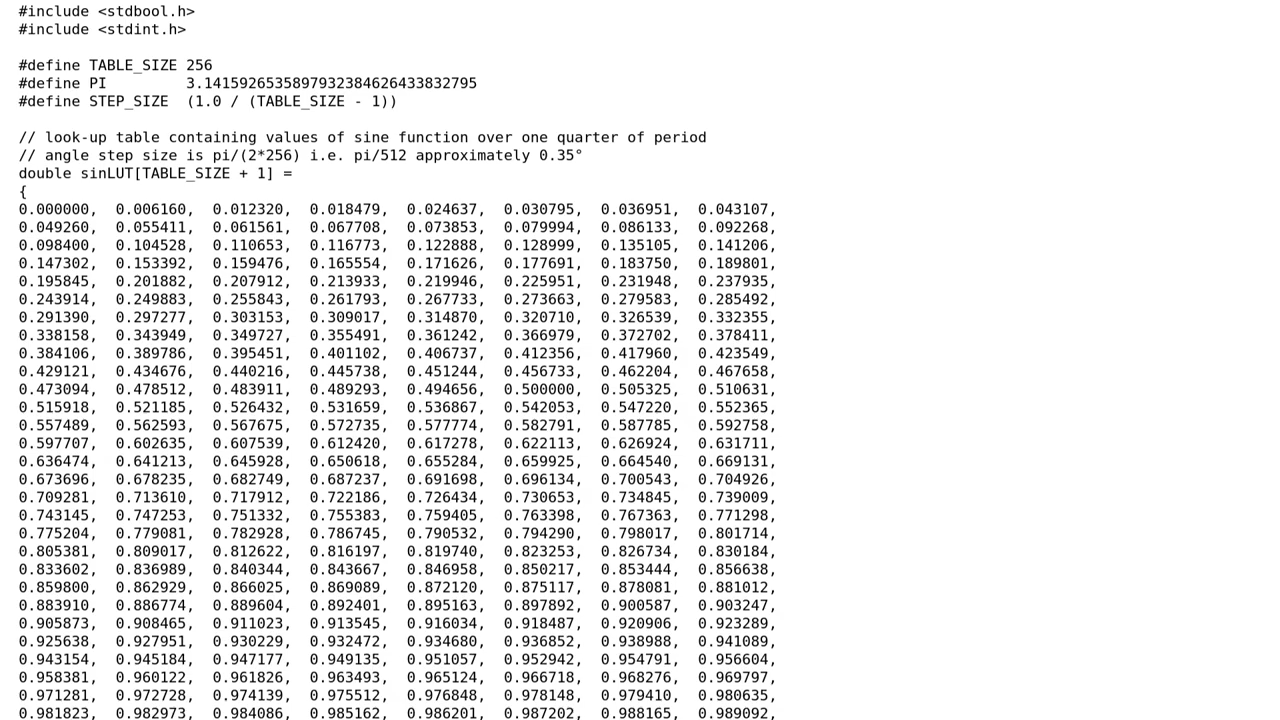 #include <stdbool.h>
#include <stdint.h>
#define TABLE_SIZE 256
#define PI         3.1415926535897932384626433832795
#define STEP_SIZE  (1.0 / (TABLE_SIZE - 1))
// look-up table containing values of sine function over one quarter of period
// angle step size is pi/(2*256) i.e. pi/512 approximately 0.35°
double sinLUT[TABLE_SIZE + 1] =
{
0.000000,  0.006160,  0.012320,  0.018479,  0.024637,  0.030795,  0.036951,  0.043107,
0.049260,  0.055411,  0.061561,  0.067708,  0.073853,  0.079994,  0.086133,  0.092268,
0.098400,  0.104528,  0.110653,  0.116773,  0.122888,  0.128999,  0.135105,  0.141206,
0.147302,  0.153392,  0.159476,  0.165554,  0.171626,  0.177691,  0.183750,  0.189801,
0.195845,  0.201882,  0.207912,  0.213933,  0.219946,  0.225951,  0.231948,  0.237935,
0.243914,  0.249883,  0.255843,  0.261793,  0.267733,  0.273663,  0.279583,  0.285492,
0.291390,  0.297277,  0.303153,  0.309017,  0.314870,  0.320710,  0.326539,  0.332355,
0.338158,  0.343949,  0.349727,  0.355491,  0.361242,  0.366979,  0.372702,  0.378411,
0.384106,  0.389786,  0.395451,  0.401102,  0.406737,  0.412356,  0.417960,  0.423549,
0.429121,  0.434676,  0.440216,  0.445738,  0.451244,  0.456733,  0.462204,  0.467658,
0.473094,  0.478512,  0.483911,  0.489293,  0.494656,  0.500000,  0.505325,  0.510631,
0.515918,  0.521185,  0.526432,  0.531659,  0.536867,  0.542053,  0.547220,  0.552365,
0.557489,  0.562593,  0.567675,  0.572735,  0.577774,  0.582791,  0.587785,  0.592758,
0.597707,  0.602635,  0.607539,  0.612420,  0.617278,  0.622113,  0.626924,  0.631711,
0.636474,  0.641213,  0.645928,  0.650618,  0.655284,  0.659925,  0.664540,  0.669131,
0.673696,  0.678235,  0.682749,  0.687237,  0.691698,  0.696134,  0.700543,  0.704926,
0.709281,  0.713610,  0.717912,  0.722186,  0.726434,  0.730653,  0.734845,  0.739009,
0.743145,  0.747253,  0.751332,  0.755383,  0.759405,  0.763398,  0.767363,  0.771298,
0.775204,  0.779081,  0.782928,  0.786745,  0.790532,  0.794290,  0.798017,  0.801714,
0.805381,  0.809017,  0.812622,  0.816197,  0.819740,  0.823253,  0.826734,  0.830184,
0.833602,  0.836989,  0.840344,  0.843667,  0.846958,  0.850217,  0.853444,  0.856638,
0.859800,  0.862929,  0.866025,  0.869089,  0.872120,  0.875117,  0.878081,  0.881012,
0.883910,  0.886774,  0.889604,  0.892401,  0.895163,  0.897892,  0.900587,  0.903247,
0.905873,  0.908465,  0.911023,  0.913545,  0.916034,  0.918487,  0.920906,  0.923289,
0.925638,  0.927951,  0.930229,  0.932472,  0.934680,  0.936852,  0.938988,  0.941089,
0.943154,  0.945184,  0.947177,  0.949135,  0.951057,  0.952942,  0.954791,  0.956604,
0.958381,  0.960122,  0.961826,  0.963493,  0.965124,  0.966718,  0.968276,  0.969797,
0.971281,  0.972728,  0.974139,  0.975512,  0.976848,  0.978148,  0.979410,  0.980635,
0.981823,  0.982973,  0.984086,  0.985162,  0.986201,  0.987202,  0.988165,  0.989092,